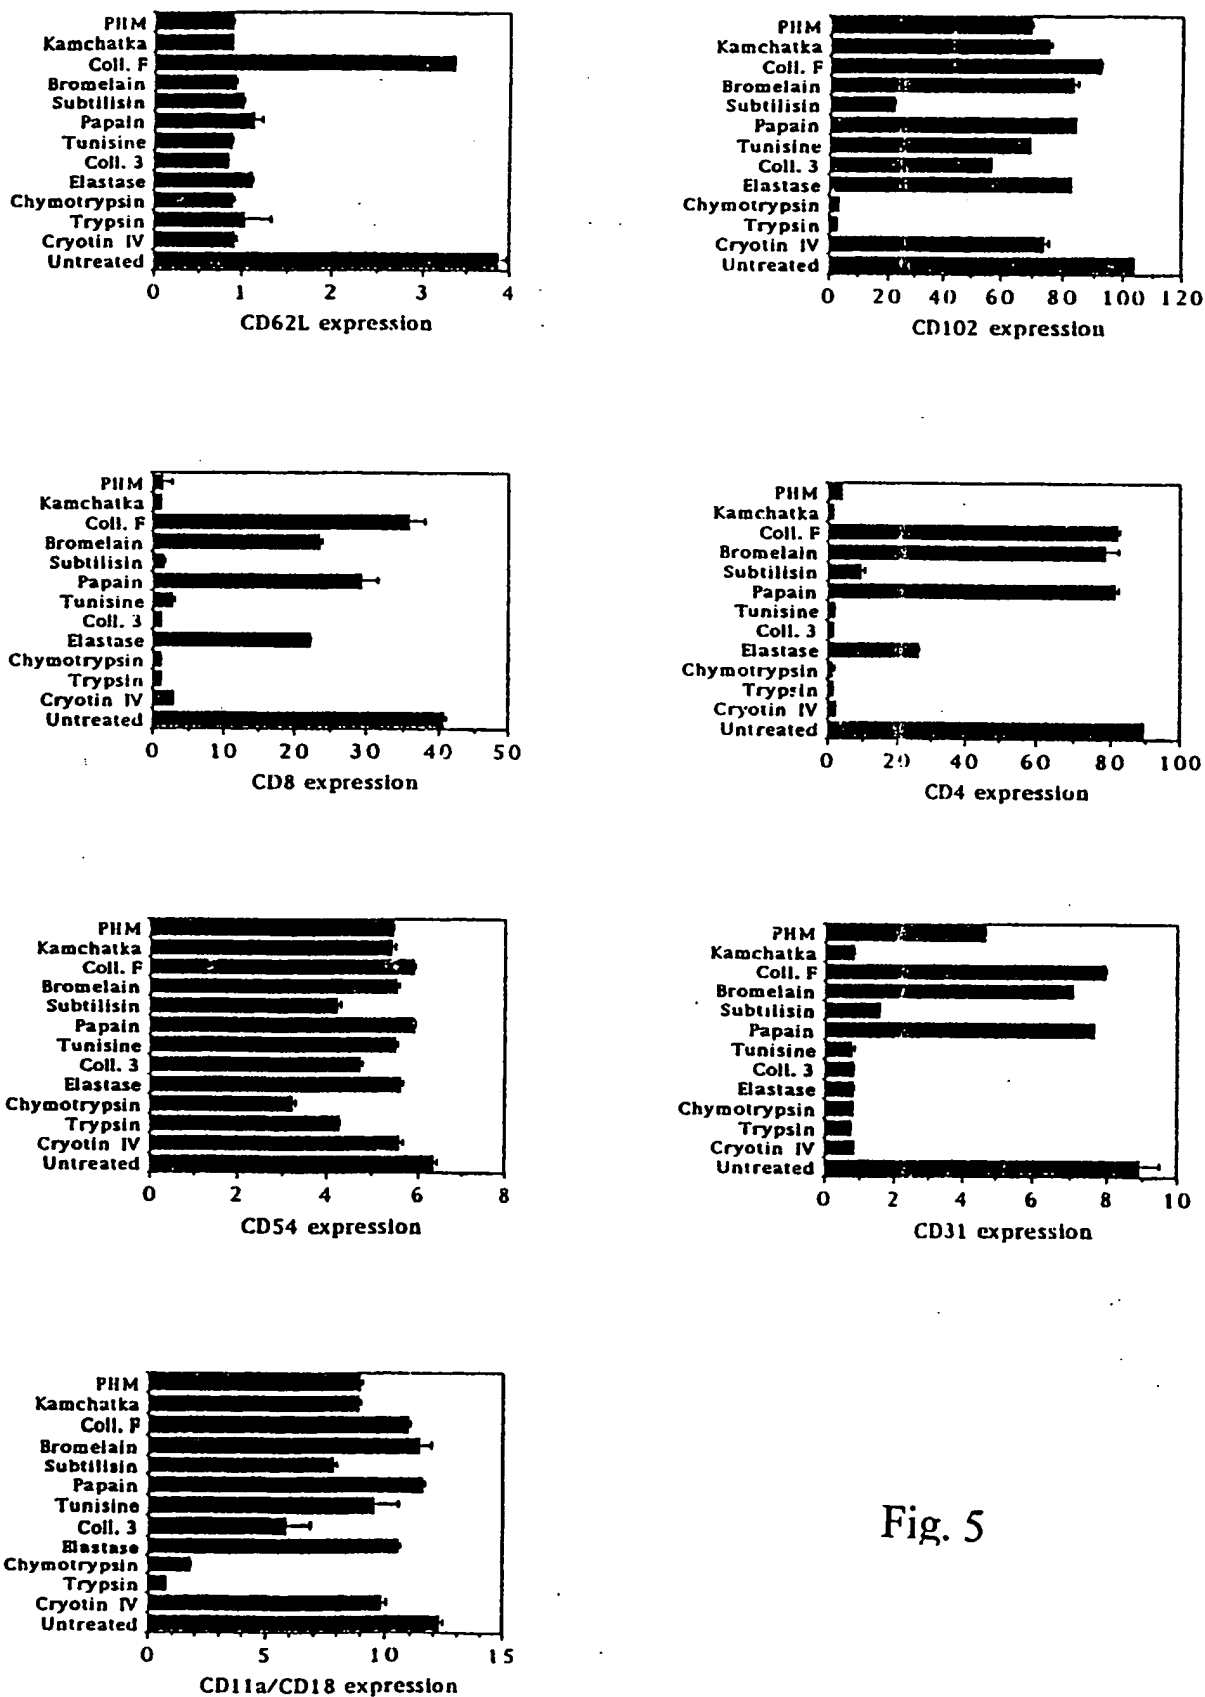 PHM
Kamchatka
Coll. F
Bromelain
Subtilisin
Papain
Tunisine
Coll. 3
Elastase
Chymotrypsin
Trypsin
Cryotin IV
Untreated
0 1 2 3 4
CD62L expression
PHM
Kamchatka
Coll. F
Bromelain
Subtilisin
Papain
Tunisine
Coll. 3
Elastase
Chymotrypsin
Trypsin
Cryotin IV
Untreated
0 20 40 60 80 100 120
CD102 expression
PHM
Kamchatka
Coll. F
Bromelain
Subtilisin
Papain
Tunisine
Coll. 3
Elastase
Chymotrypsin
Trypsin
Cryotin IV
Untreated
0 10 20 30 40 50
CD8 expression
PHM
Kamchatka
Coll. F
Bromelain
Subtilisin
Papain
Tunisine
Coll. 3
Elastase
Chymotrypsin
Trypsin
Cryotin IV
Untreated
0 20 40 60 80 100
CD4 expression
PHM
Kamchatka
Coll. F
Bromelain
Subtilisin
Papain
Tunisine
Coll. 3
Elastase
Chymotrypsin
Trypsin
Cryotin IV
Untreated
0 2 4 6 8
CD54 expression
PHM
Kamchatka
Coll. F
Bromelain
Subtilisin
Papain
Tunisine
Coll. 3
Elastase
Chymotrypsin
Trypsin
Cryotin IV
Untreated
0 2 4 6 8 10
CD31 expression
PHM
Kamchatka
Coll. F
Bromelain
Subtilisin
Papain
Tunisine
Coll. 3
Elastase
Chymotrypsin
Trypsin
Cryotin IV
Untreated
0 5 10 15
CD11a/CD18 expression
Fig. 5